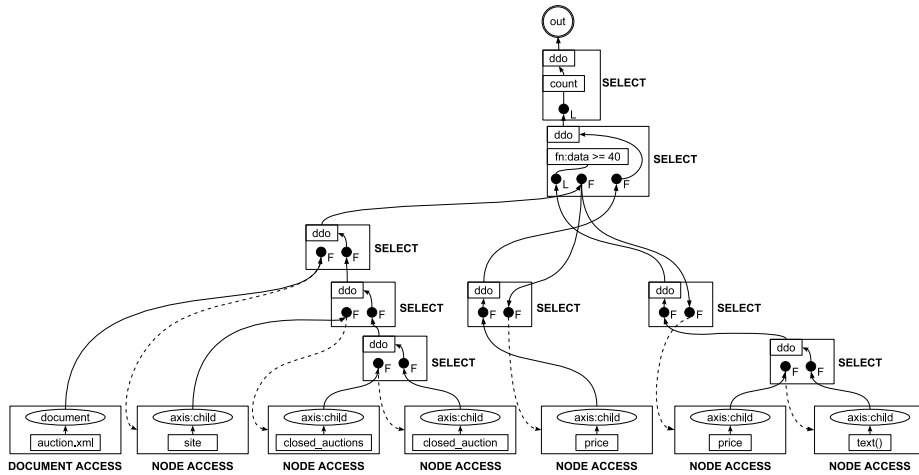 out
ddo
count
SELECT
L
ddo
fn:data >= 40
SELECT
L F F
ddo
SELECT
F F
ddo
SELECT
F F
ddo
SELECT
F F
ddo
SELECT
F F
ddo
SELECT
F F
ddo
SELECT
F F
document axis:child axis:child axis:child axis:child axis:child axis:child
auction.xml site closed_auctions closed_auction price price text()
DOCUMENT ACCESS NODE ACCESS NODE ACCESS NODE ACCESS NODE ACCESS NODE ACCESS NODE ACCESS